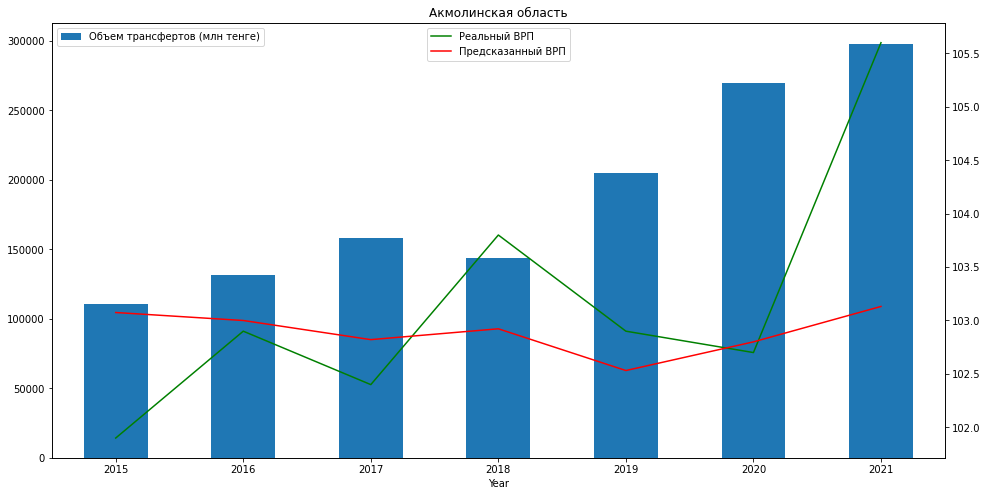 Акмолинская область
Объем трансфертов (млн тенге)
Реальный ВРП
Предсказанный ВРП
300000
250000
200000
150000
100000
50000
0
105.5
105.0
104.5
104.0
103.5
103.0
102.5
102.0
2015 2016 2017 2018 2019 2020 2021
Year